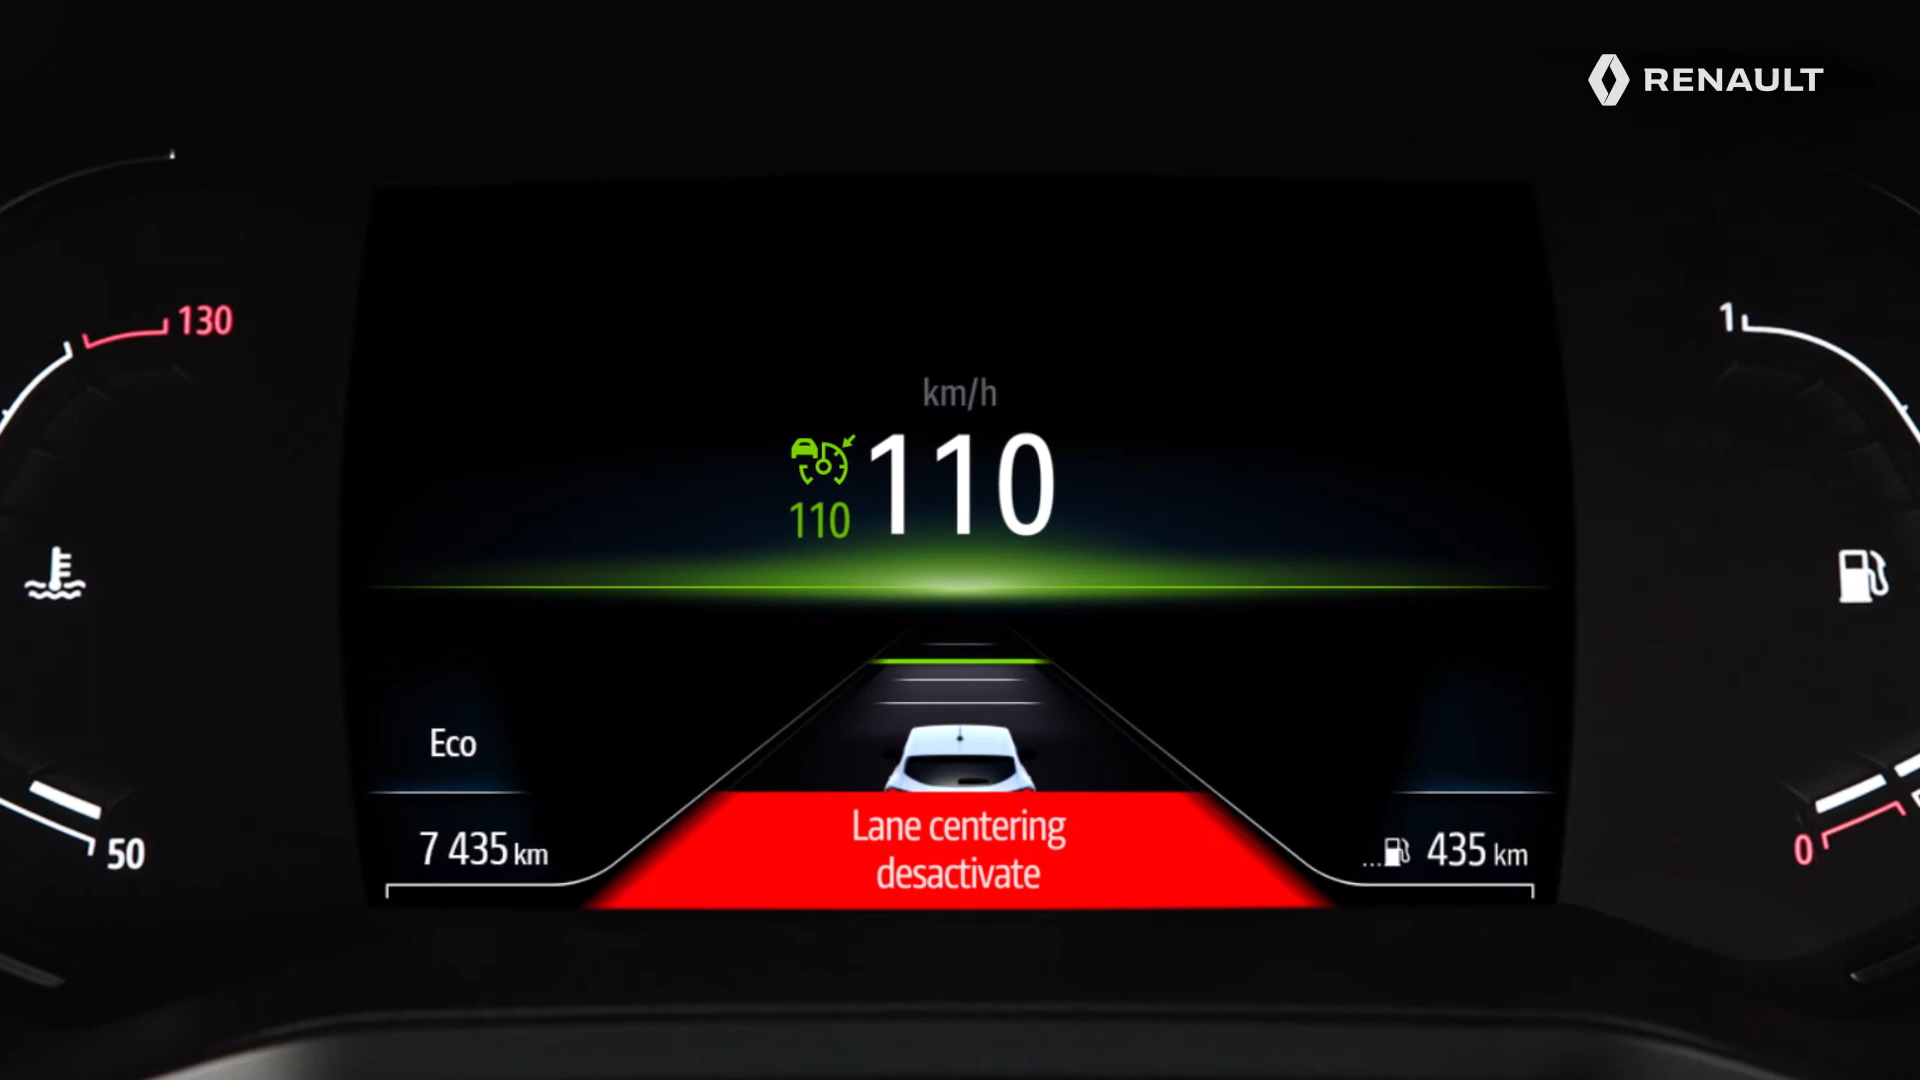 RENAULT
130
1
km/h
110
110
Eco
7 435 km
... 435 km
50
0
Lane centering
desactivate